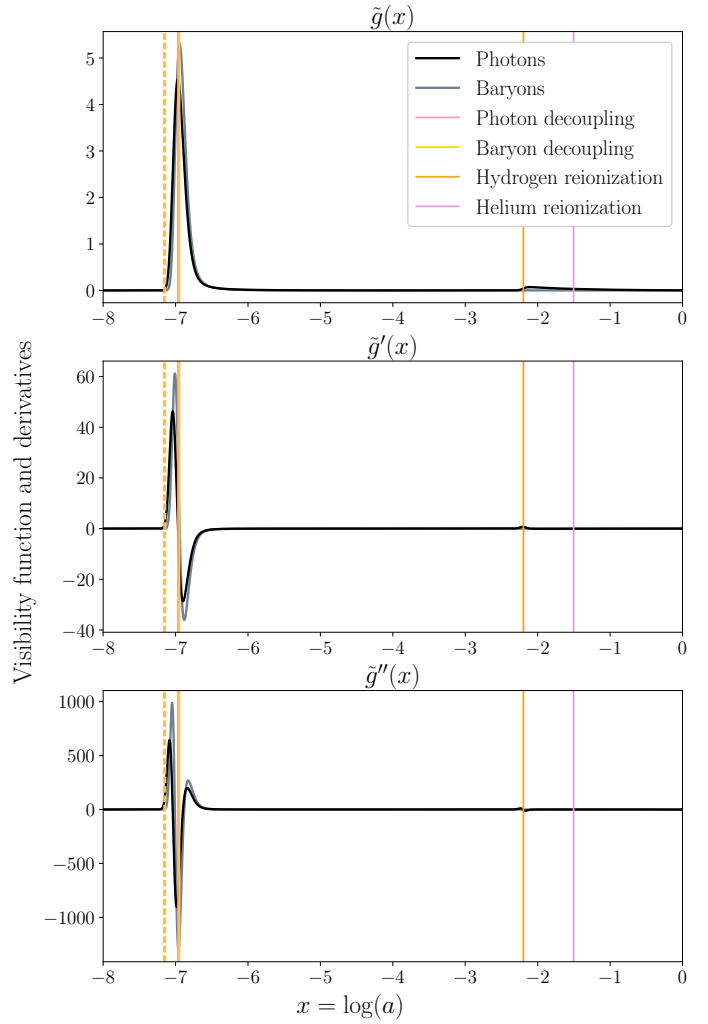 g̃(x)
5
4
3
2
1
0
Photons
Baryons
Photon decoupling
Baryon decoupling
Hydrogen reionization
Helium reionization
−8 −7 −6 −5 −4 −3 −2 −1 0
g̃′(x)
60
40
20
0
−20
−40
−8 −7 −6 −5 −4 −3 −2 −1 0
Visibility function and derivatives
g̃′′(x)
1000
500
0
−500
−1000
−8 −7 −6 −5 −4 −3 −2 −1 0
x = log(a)